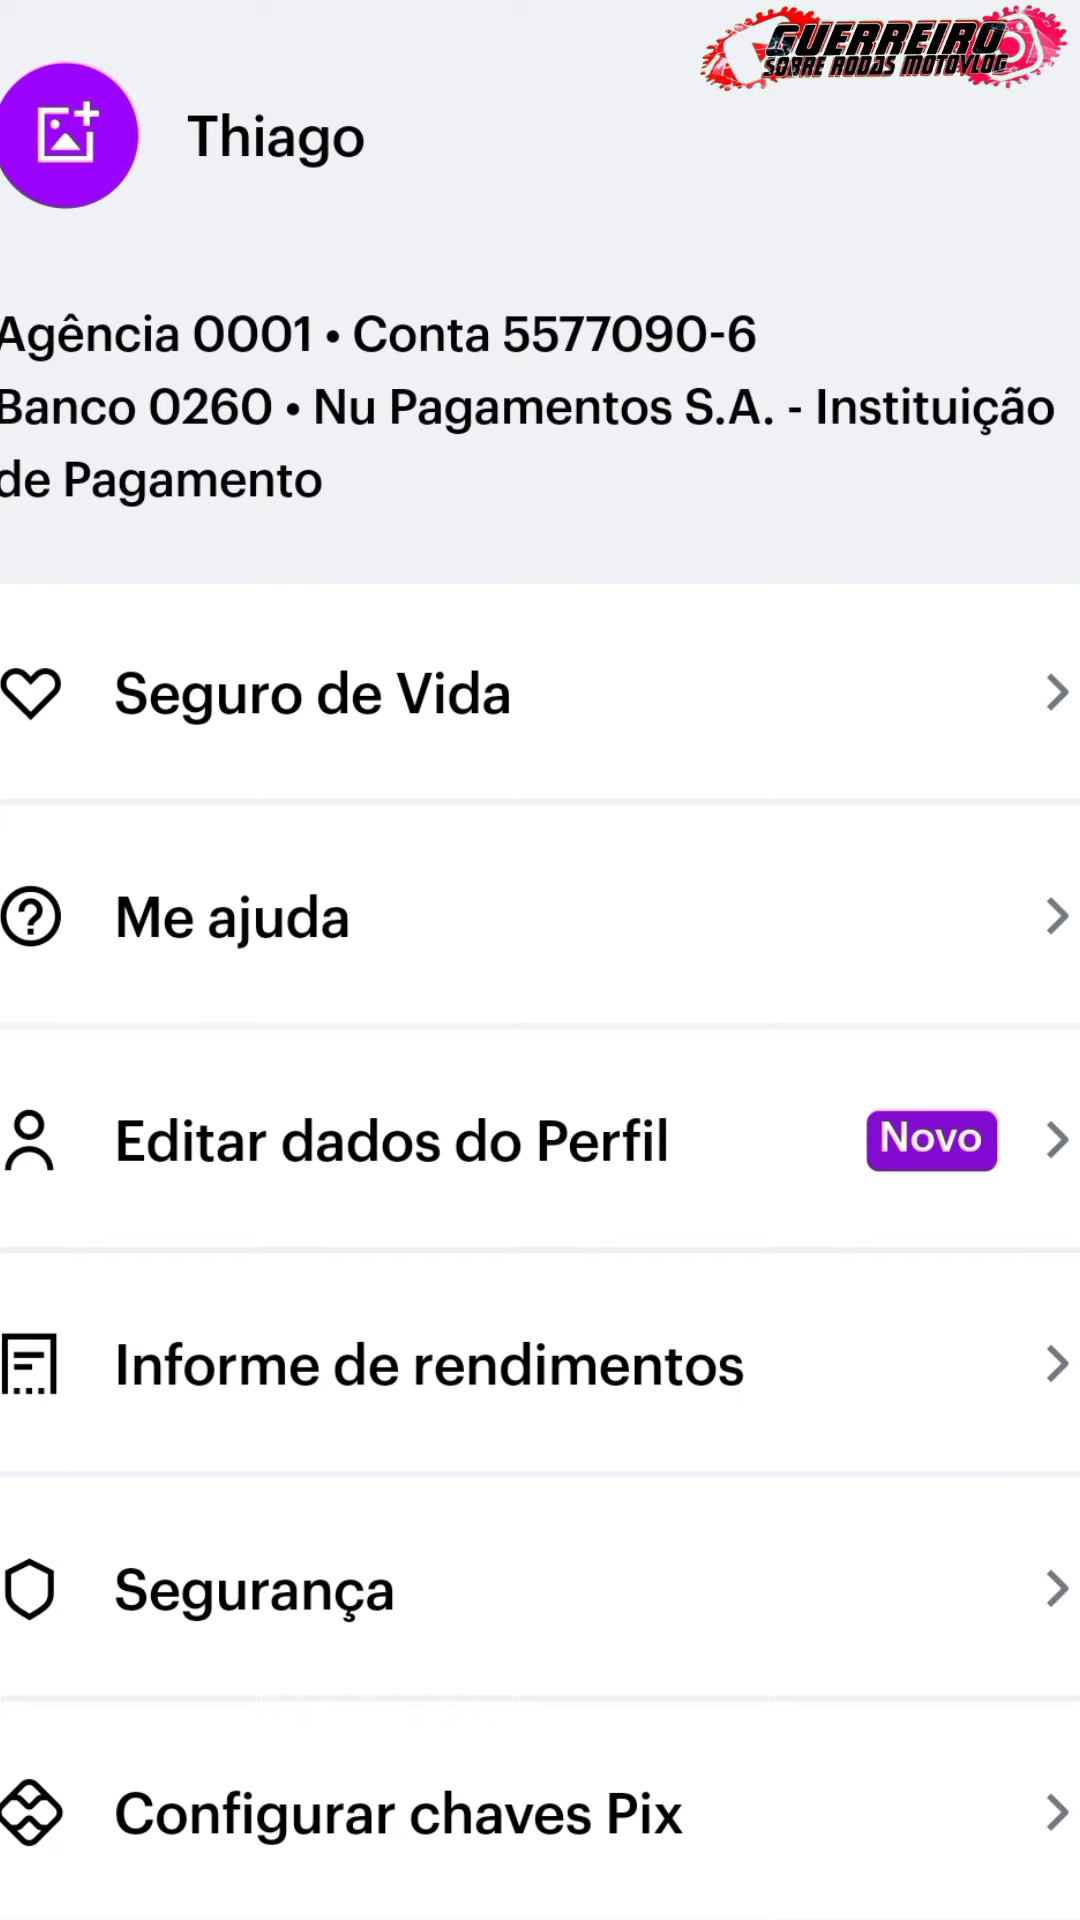 GUERREIRO
SOBRE RODAS MOTOVLOG
Thiago
Agência 0001 • Conta 5577090-6
Banco 0260 • Nu Pagamentos S.A. - Instituição
de Pagamento
Seguro de Vida
Me ajuda
Editar dados do Perfil Novo
Informe de rendimentos
Segurança
Configurar chaves Pix